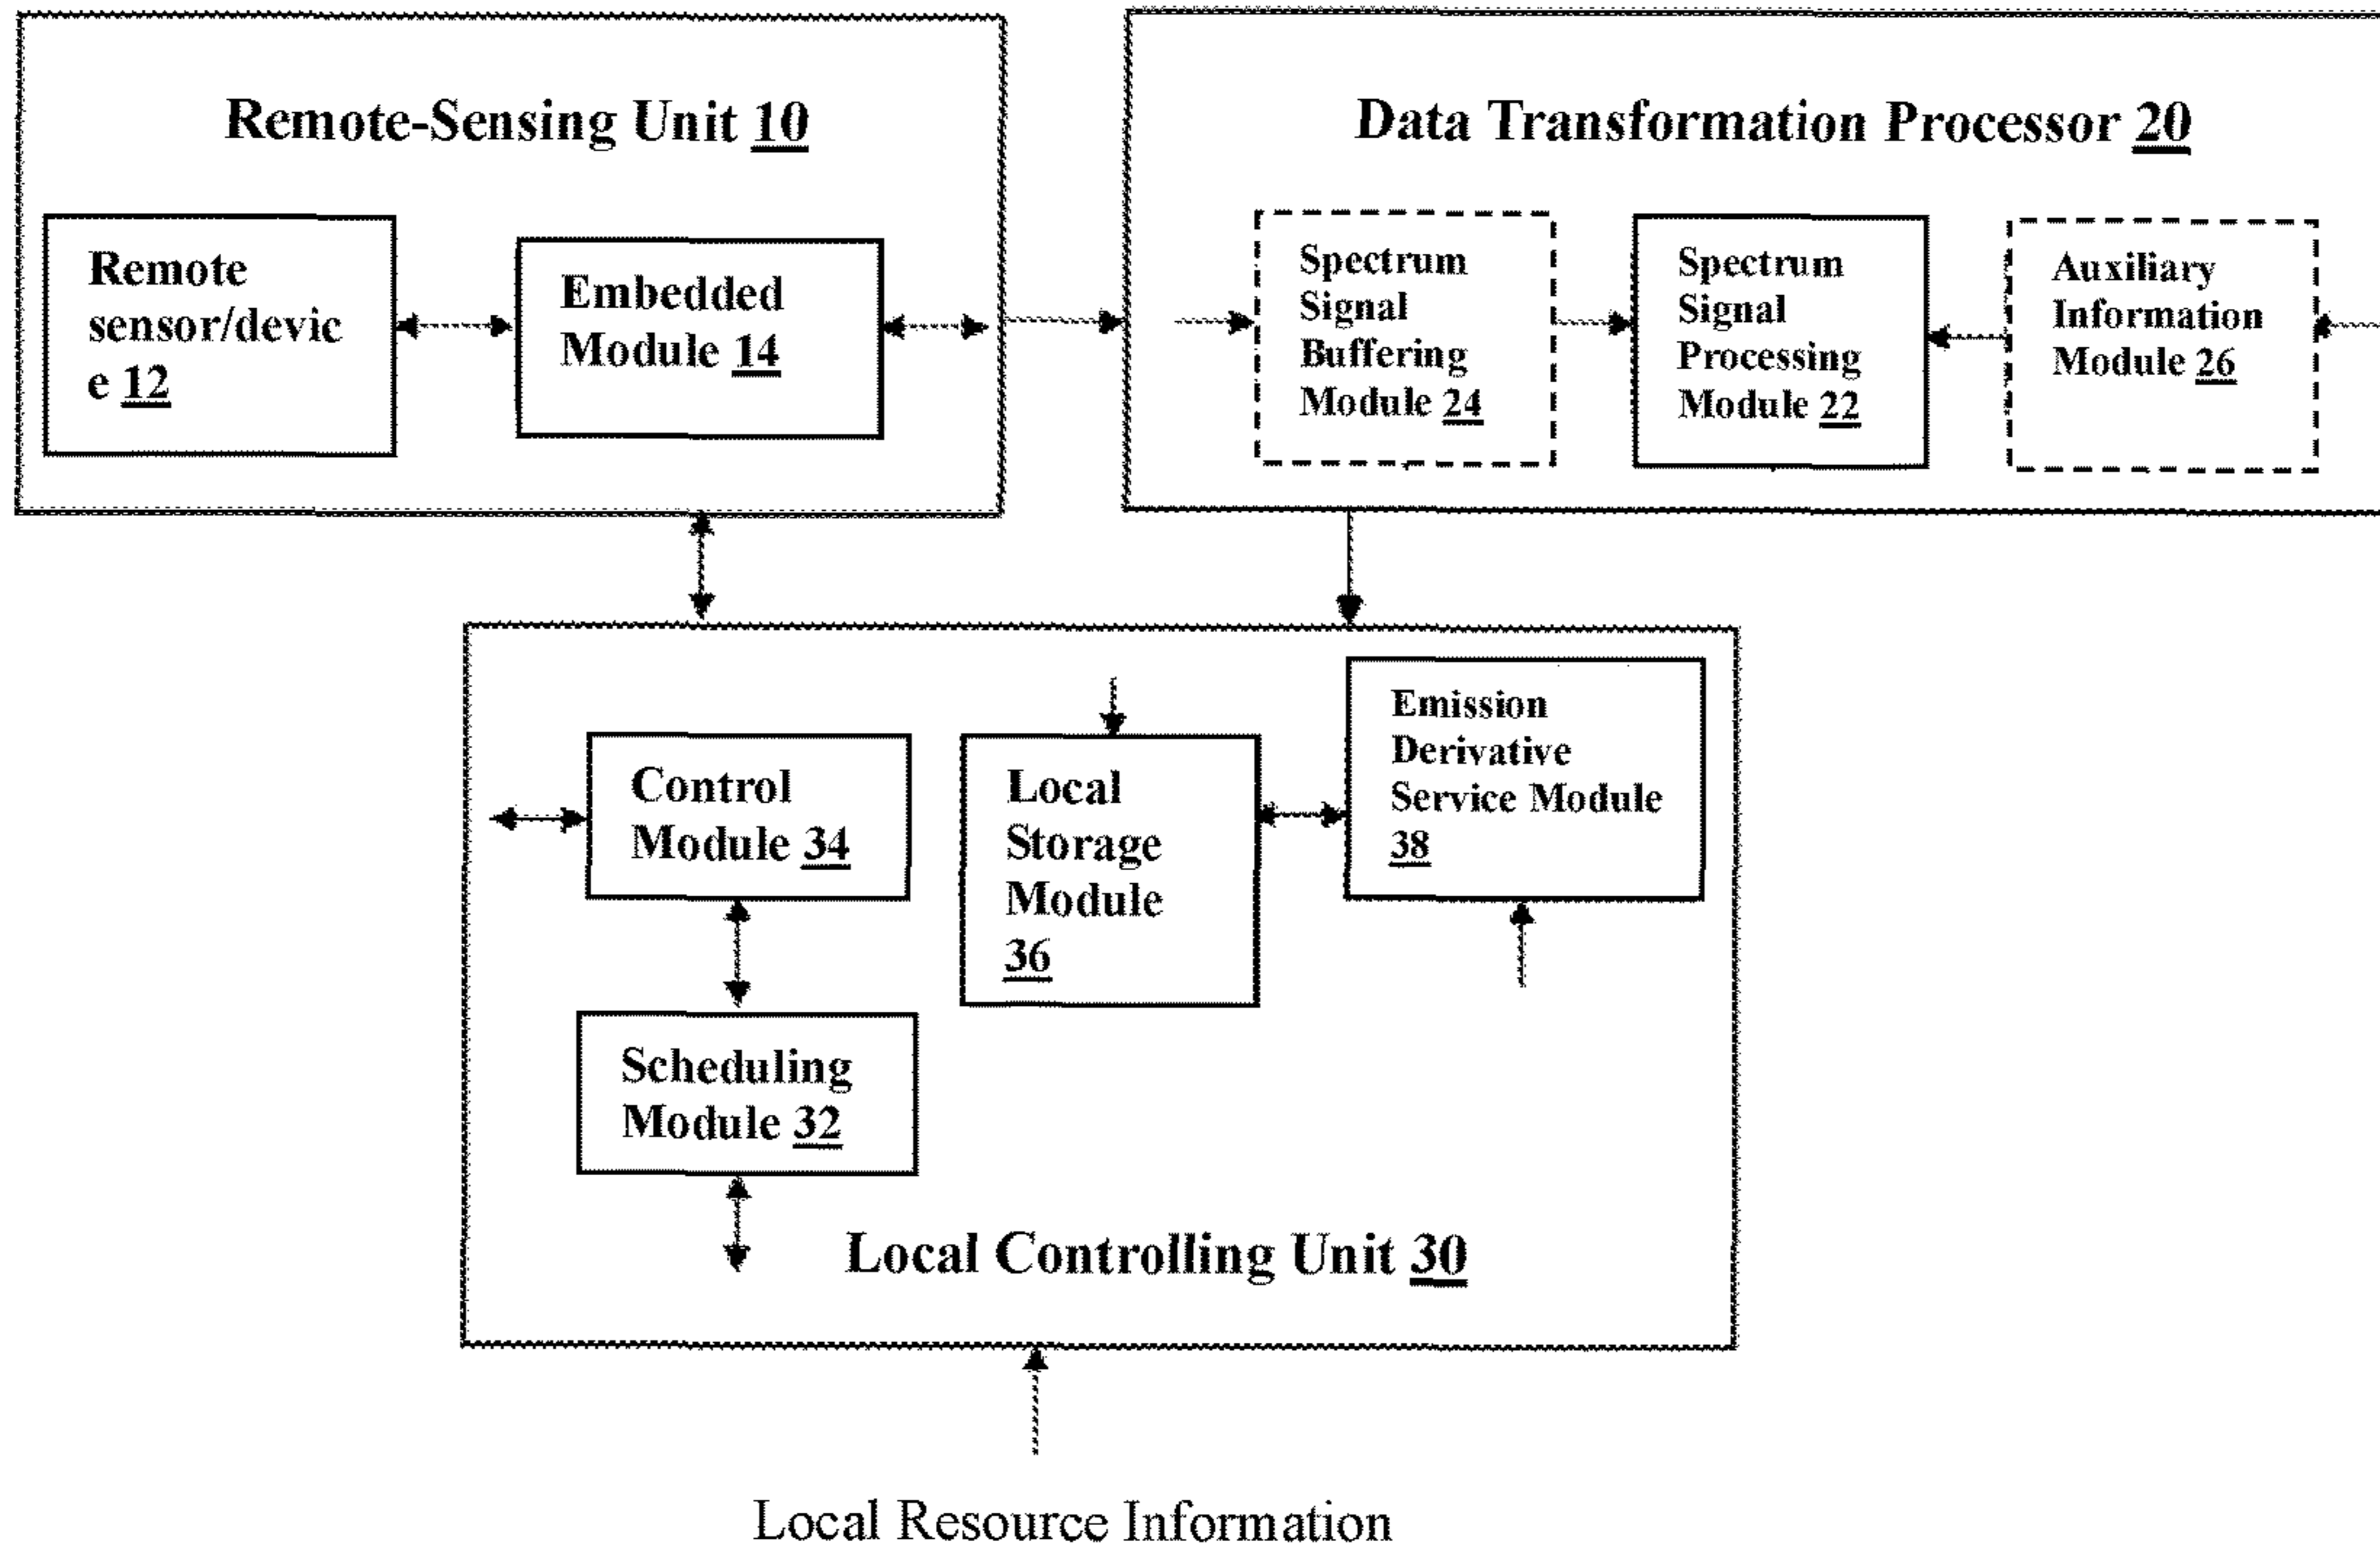 Remote-Sensing Unit 10
Remote
sensor/devic
e 12
Embedded
Module 14
Data Transformation Processor 20
Spectrum
Signal
Buffering
Module 24
Spectrum
Signal
Processing
Module 22
Auxiliary
Information
Module 26
Control
Module 34
Scheduling
Module 32
Local
Storage
Module
36
Emission
Derivative
Service Module
38
Local Controlling Unit 30
Local Resource Information